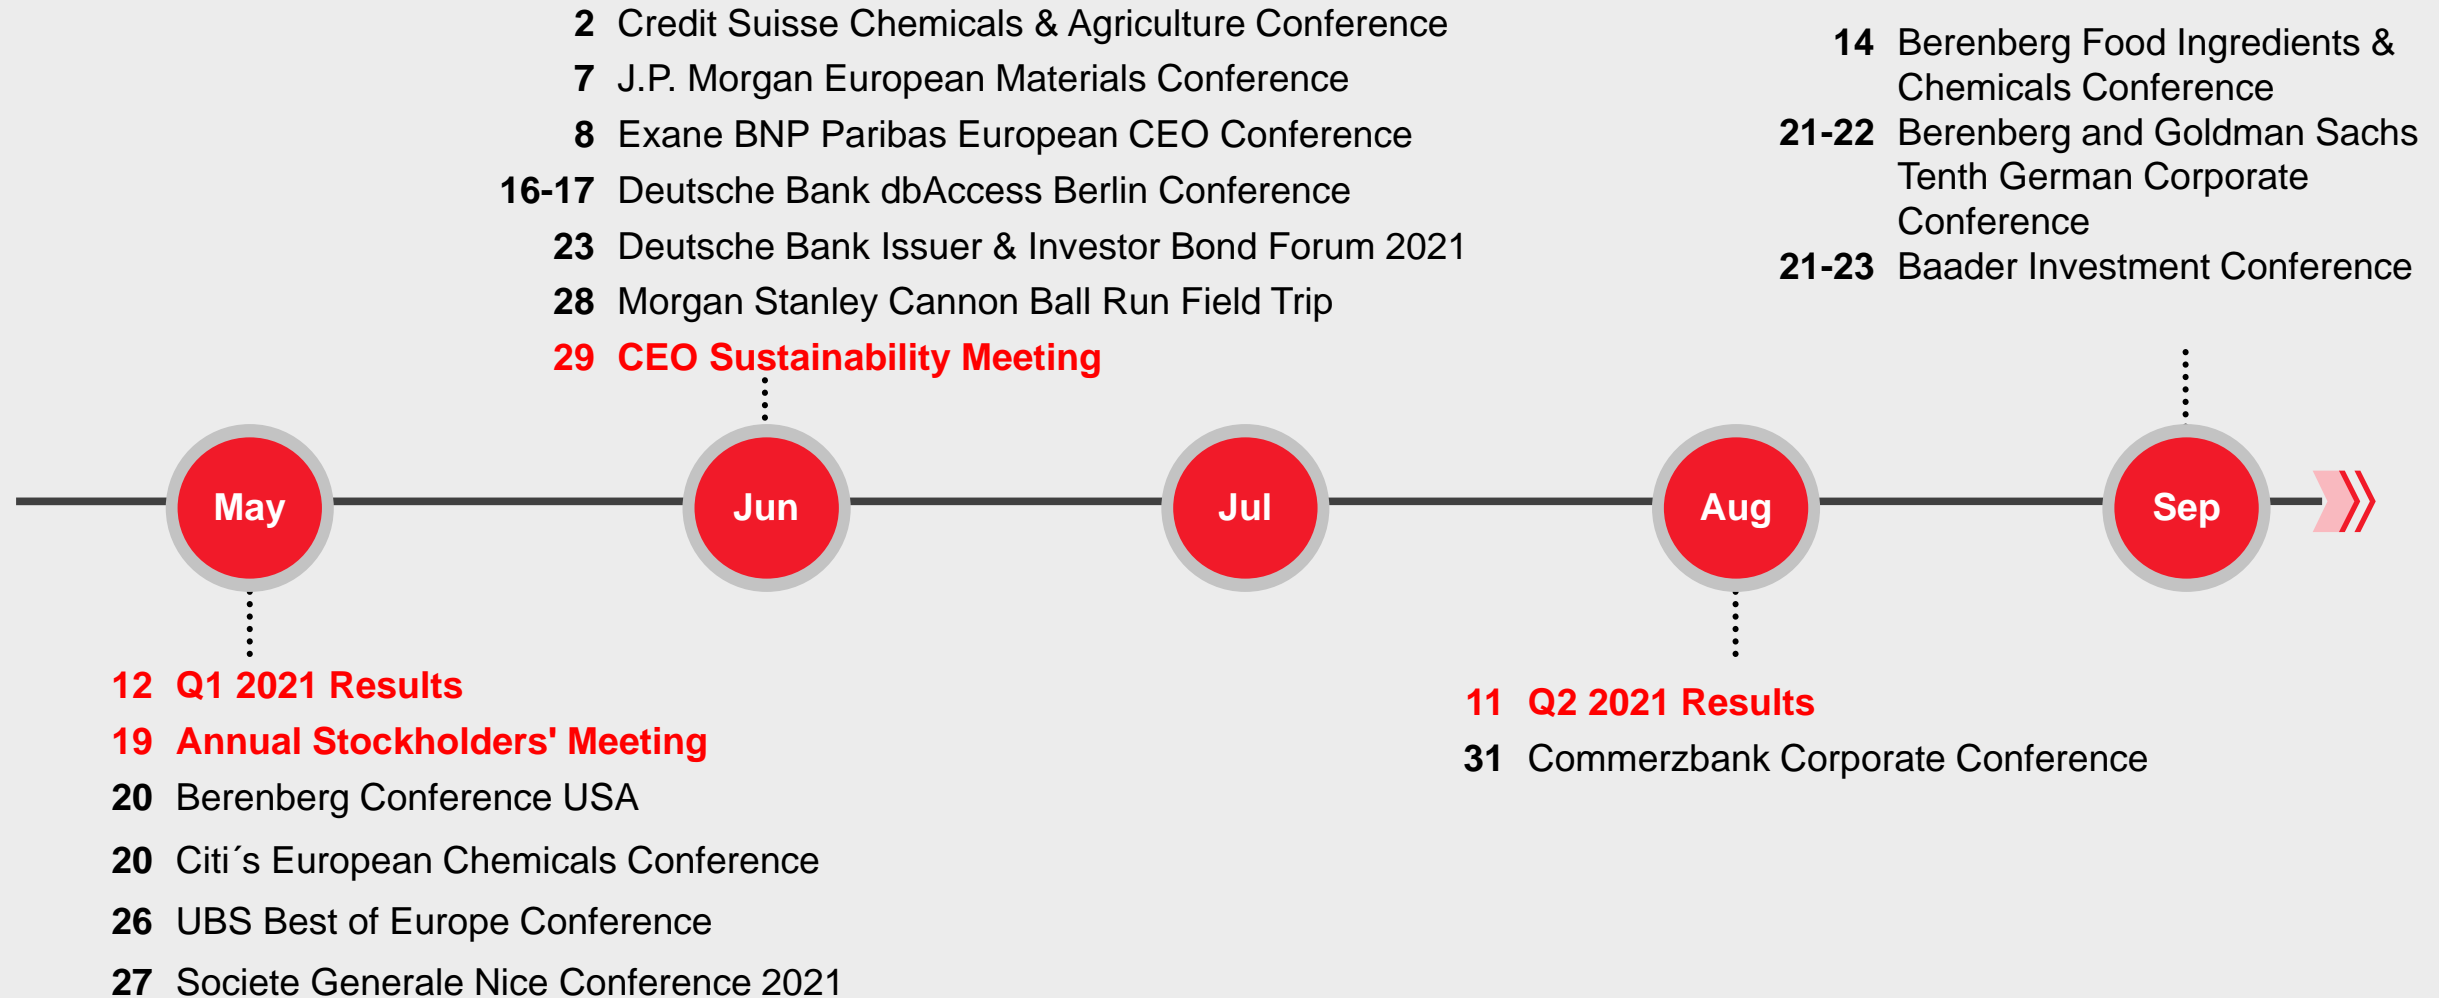 2 Credit Suisse Chemicals & Agriculture Conference
7 J.P. Morgan European Materials Conference
8 Exane BNP Paribas European CEO Conference
16-17 Deutsche Bank dbAccess Berlin Conference
23 Deutsche Bank Issuer & Investor Bond Forum 2021
28 Morgan Stanley Cannon Ball Run Field Trip
29 CEO Sustainability Meeting
14 Berenberg Food Ingredients &
Chemicals Conference
21-22 Berenberg and Goldman Sachs
Tenth German Corporate
Conference
21-23 Baader Investment Conference
May
Jun
Jul
Aug
Sep
12 Q1 2021 Results
19 Annual Stockholders' Meeting
20 Berenberg Conference USA
20 Citi´s European Chemicals Conference
26 UBS Best of Europe Conference
27 Societe Generale Nice Conference 2021
11 Q2 2021 Results
31 Commerzbank Corporate Conference